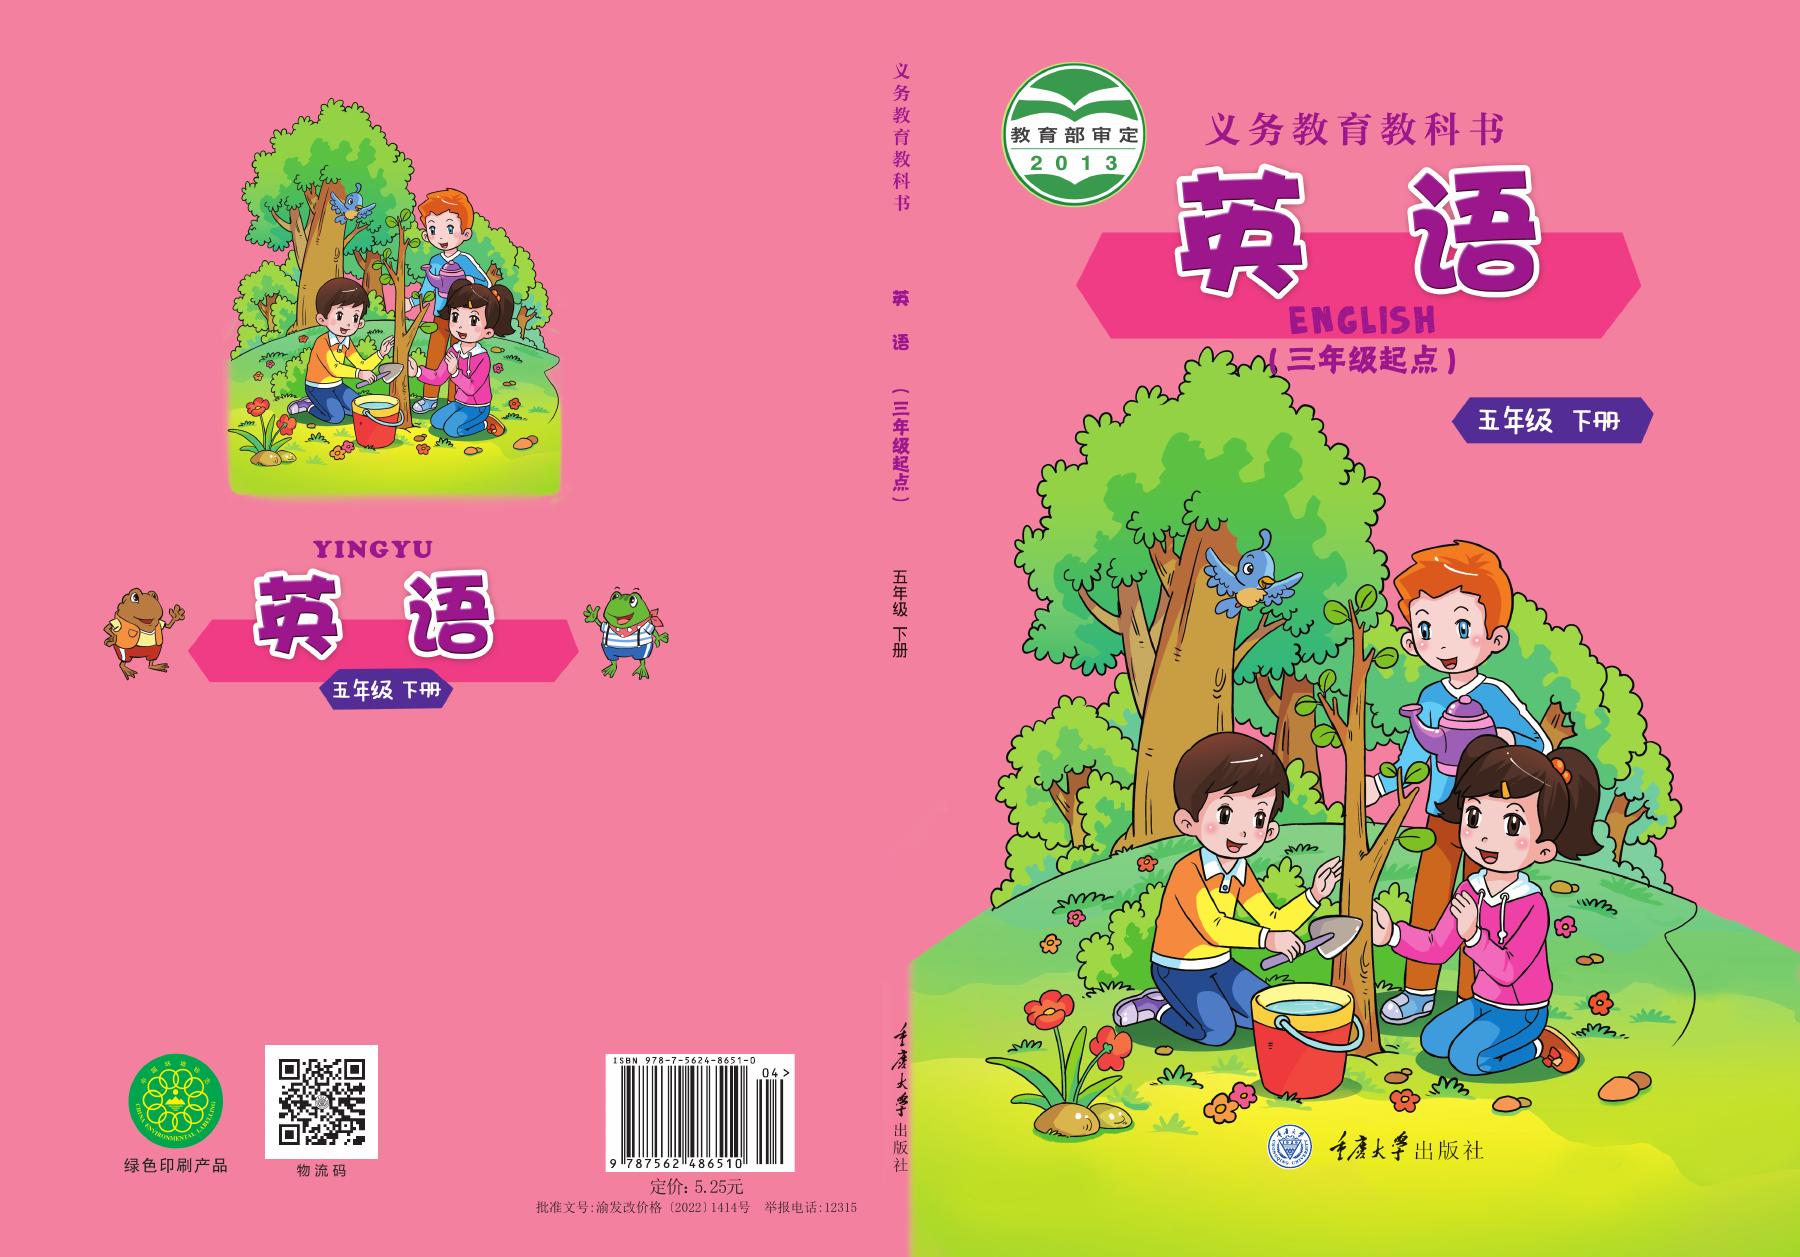 YINGYU
英 语
五年级 下册
绿色印刷产品
物流码
ISBN 978-7-5624-8651-0
04>
9 787562 486510
定价: 5.25元
批准文号:渝发改价格〔2022〕1414号 举报电话:12315
义务教育教科书 英 语 (三年级起点) 五年级 下册 重庆大学出版社
教育部审定
2013
义务教育教科书
英 语
ENGLISH
(三年级起点)
五年级 下册
重庆大学出版社